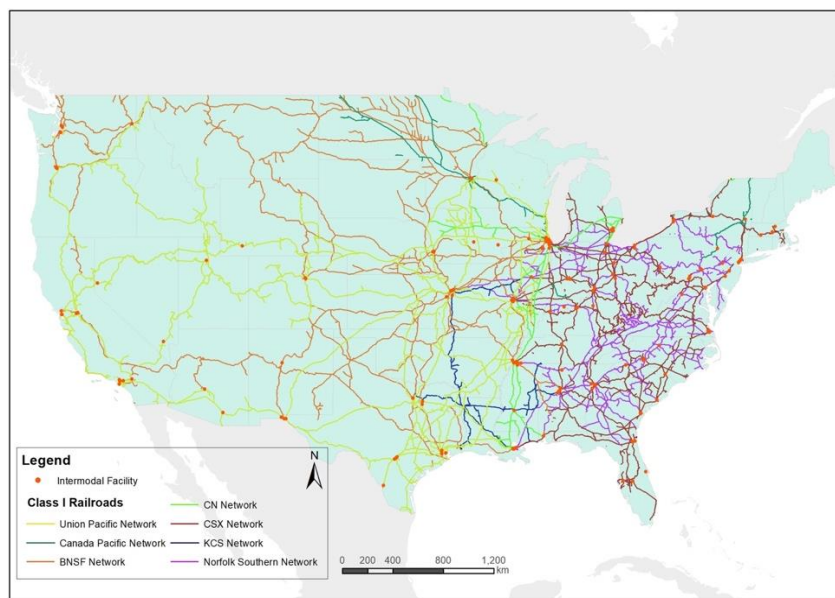 Legend
Intermodal Facility
Class I Railroads
Union Pacific Network
Canada Pacific Network
BNSF Network
CN Network
CSX Network
KCS Network
Norfolk Southern Network
N
0 200 400 800 1,200
km